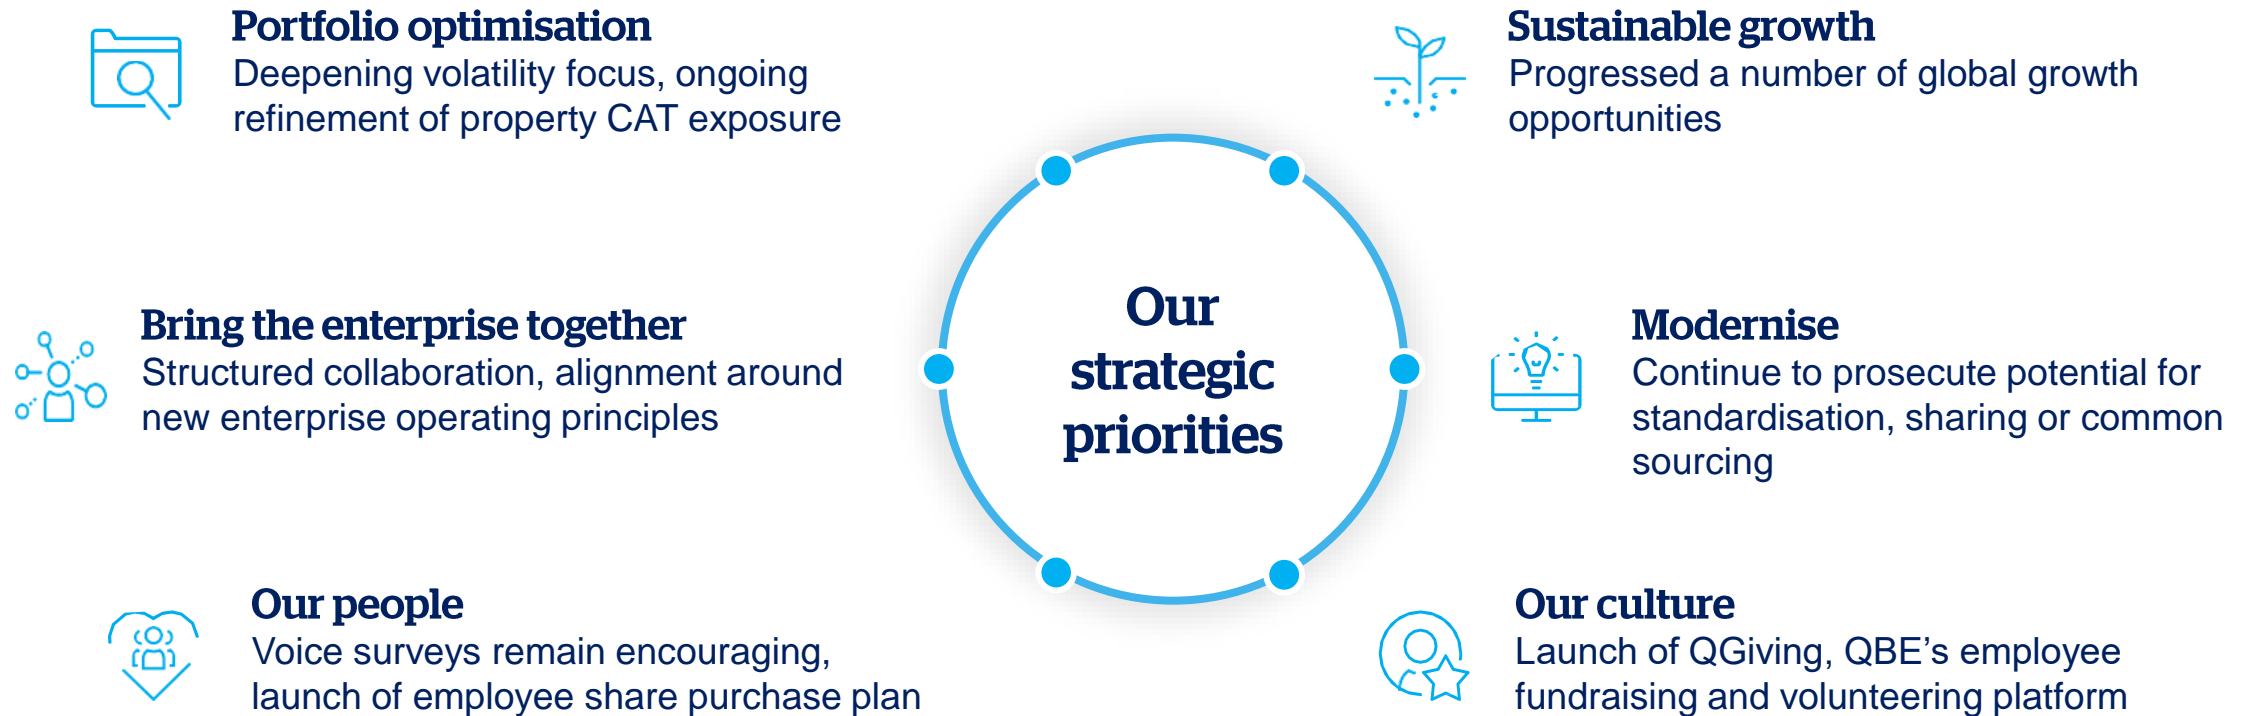 Portfolio optimisation
Deepening volatility focus, ongoing
refinement of property CAT exposure
Sustainable growth
Progressed a number of global growth
opportunities
Bring the enterprise together
Structured collaboration, alignment around
new enterprise operating principles
Our
strategic
priorities
Modernise
Continue to prosecute potential for
standardisation, sharing or common
sourcing
Our people
Voice surveys remain encouraging,
launch of employee share purchase plan
Our culture
Launch of QGiving, QBE’s employee
fundraising and volunteering platform